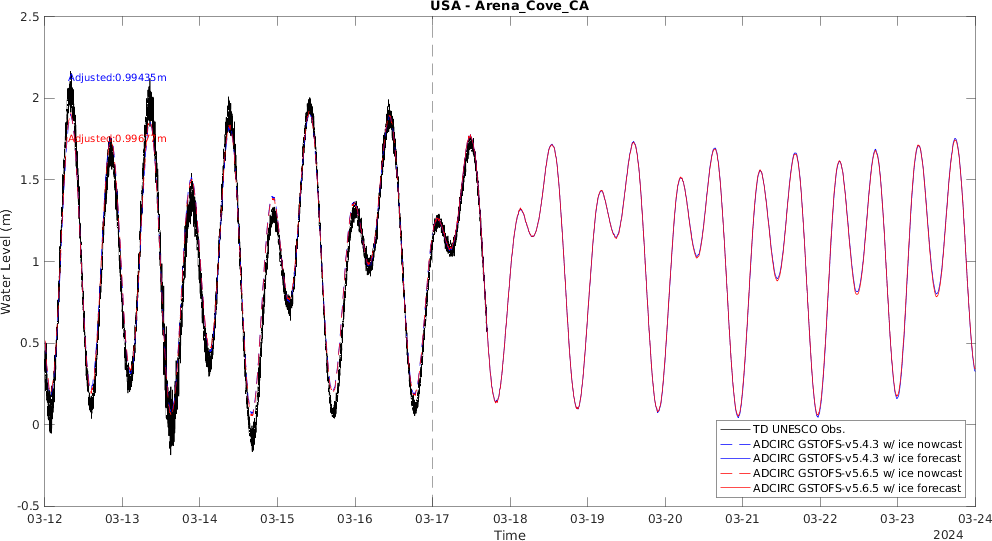 USA - Arena_Cove_CA
2.5
2
1.5
1
0.5
0
-0.5
Water Level (m)
Adjusted:0.99435m
Adjusted:0.99677m
TD UNESCO Obs.
ADCIRC GSTOFS-v5.4.3 w/ ice nowcast
ADCIRC GSTOFS-v5.4.3 w/ ice forecast
ADCIRC GSTOFS-v5.6.5 w/ ice nowcast
ADCIRC GSTOFS-v5.6.5 w/ ice forecast
03-12 03-13 03-14 03-15 03-16 03-17 03-18 03-19 03-20 03-21 03-22 03-23 03-24
Time
2024